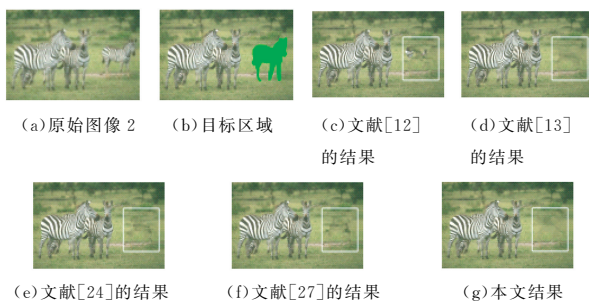 (a)原始图像 2 (b)目标区域 (c)文献[12] (d)文献[13]
的结果 的结果
(e)文献[24]的结果 (f)文献[27]的结果 (g)本文结果